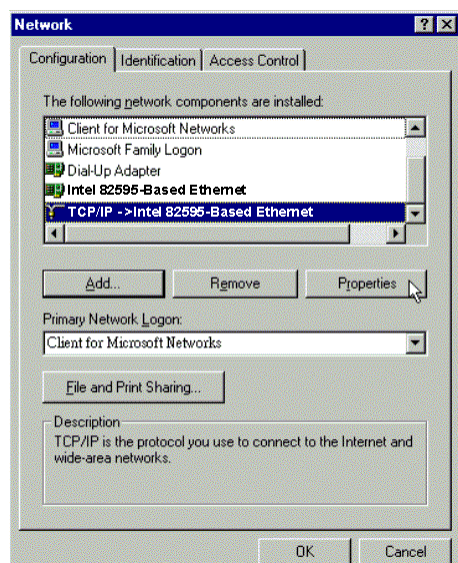 Network
Configuration Identification Access Control
The following network components are installed:
Client for Microsoft Networks
Microsoft Family Logon
Dial-Up Adapter
Intel 82595-Based Ethernet
TCP/IP ->Intel 82595-Based Ethernet
Add... Remove Properties
Primary Network Logon:
Client for Microsoft Networks
File and Print Sharing...
Description
TCP/IP is the protocol you use to connect to the Internet and
wide-area networks.
OK Cancel